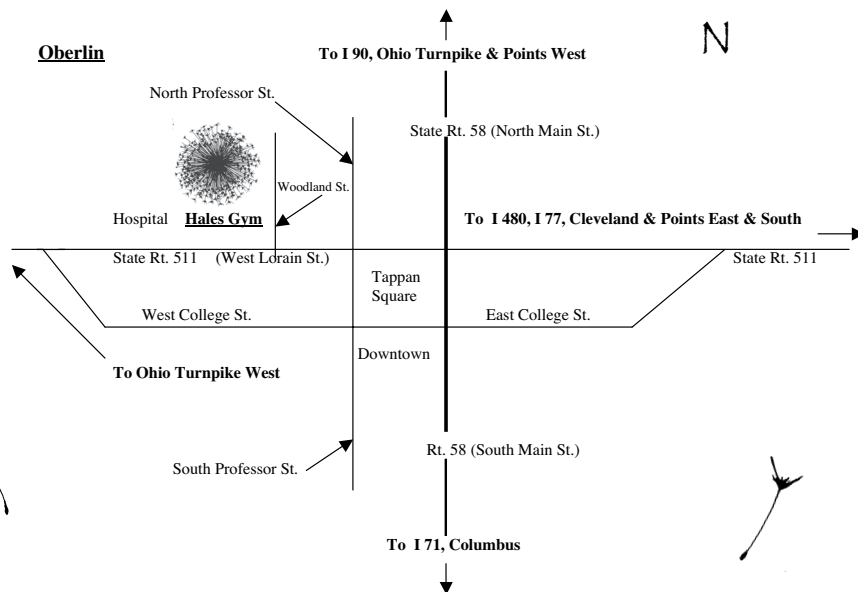 Oberlin
To I 90, Ohio Turnpike & Points West
N
North Professor St.
State Rt. 58 (North Main St.)
Woodland St.
Hospital Hales Gym
To I 480, I 77, Cleveland & Points East & South
State Rt. 511 (West Lorain St.)
State Rt. 511
Tappan
Square
West College St.
East College St.
Downtown
To Ohio Turnpike West
Rt. 58 (South Main St.)
South Professor St.
To I 71, Columbus